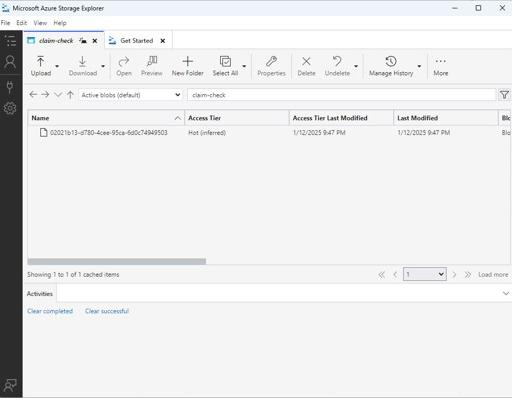 Microsoft Azure Storage Explorer
File Edit View Help
claim-check Get Started
Upload Download Open Preview New Folder Select All Properties Delete Undelete Manage History More
Active blobs (default) claim-check
Name Access Tier Access Tier Last Modified Last Modified Blo
02021b13-d780-4cee-95ca-6d0c74949503 Hot (inferred) 1/12/2025 9:47 PM 1/12/2025 9:47 PM Blo
Showing 1 to 1 of 1 cached items 1 Load more
Activities
Clear completed Clear successful